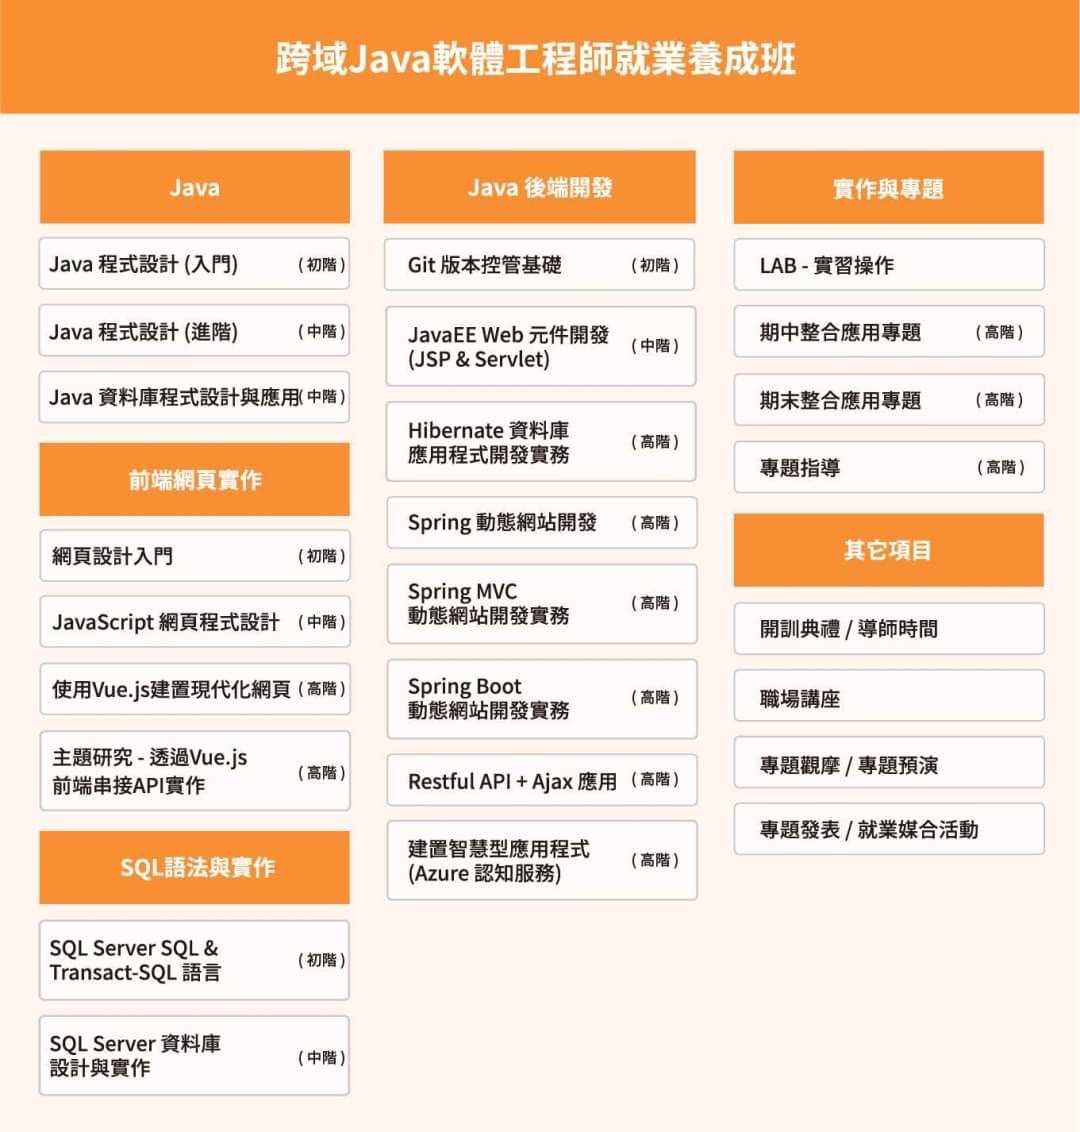 跨域Java軟體工程師就業養成班
Java
Java 程式設計 (入門) (初階)
Java 程式設計 (進階) (中階)
Java 資料庫程式設計與應用(中階)
前端網頁實作
網頁設計入門 (初階)
JavaScript 網頁程式設計 (中階)
使用Vue.js建置現代化網頁 (高階)
主題研究 - 透過Vue.js
前端串接API實作 (高階)
SQL語法與實作
SQL Server SQL &
Transact-SQL 語言 (初階)
SQL Server 資料庫
設計與實作 (中階)
Java 後端開發
Git 版本控管基礎 (初階)
JavaEE Web 元件開發
(JSP & Servlet) (中階)
Hibernate 資料庫
應用程式開發實務 (高階)
Spring 動態網站開發 (高階)
Spring MVC
動態網站開發實務 (高階)
Spring Boot
動態網站開發實務 (高階)
Restful API + Ajax 應用 (高階)
建置智慧型應用程式
(Azure 認知服務) (高階)
實作與專題
LAB - 實習操作
期中整合應用專題 (高階)
期末整合應用專題 (高階)
專題指導 (高階)
其它項目
開訓典禮 / 導師時間
職場講座
專題觀摩 / 專題預演
專題發表 / 就業媒合活動